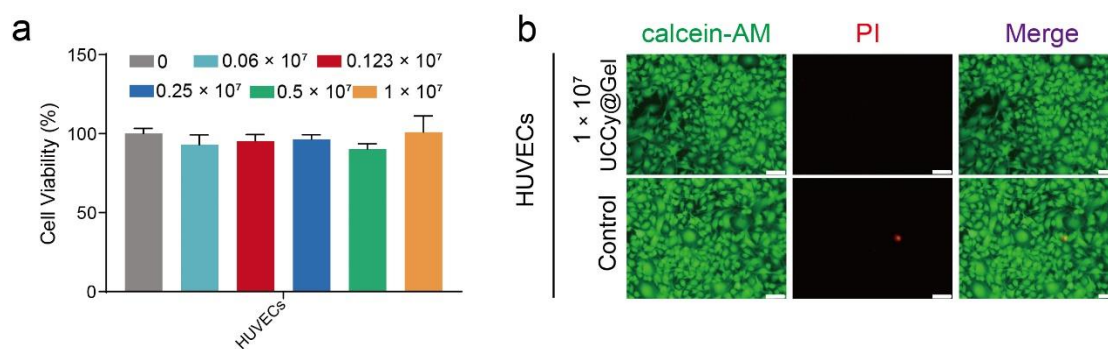 a
Cell Viability (%)
150
100
50
0
0
0.06 × 10⁷
0.123 × 10⁷
0.25 × 10⁷
0.5 × 10⁷
1 × 10⁷
HUVECs
b
calcein-AM
PI
Merge
HUVECs
1 × 10⁷
UCCy@Gel
Control